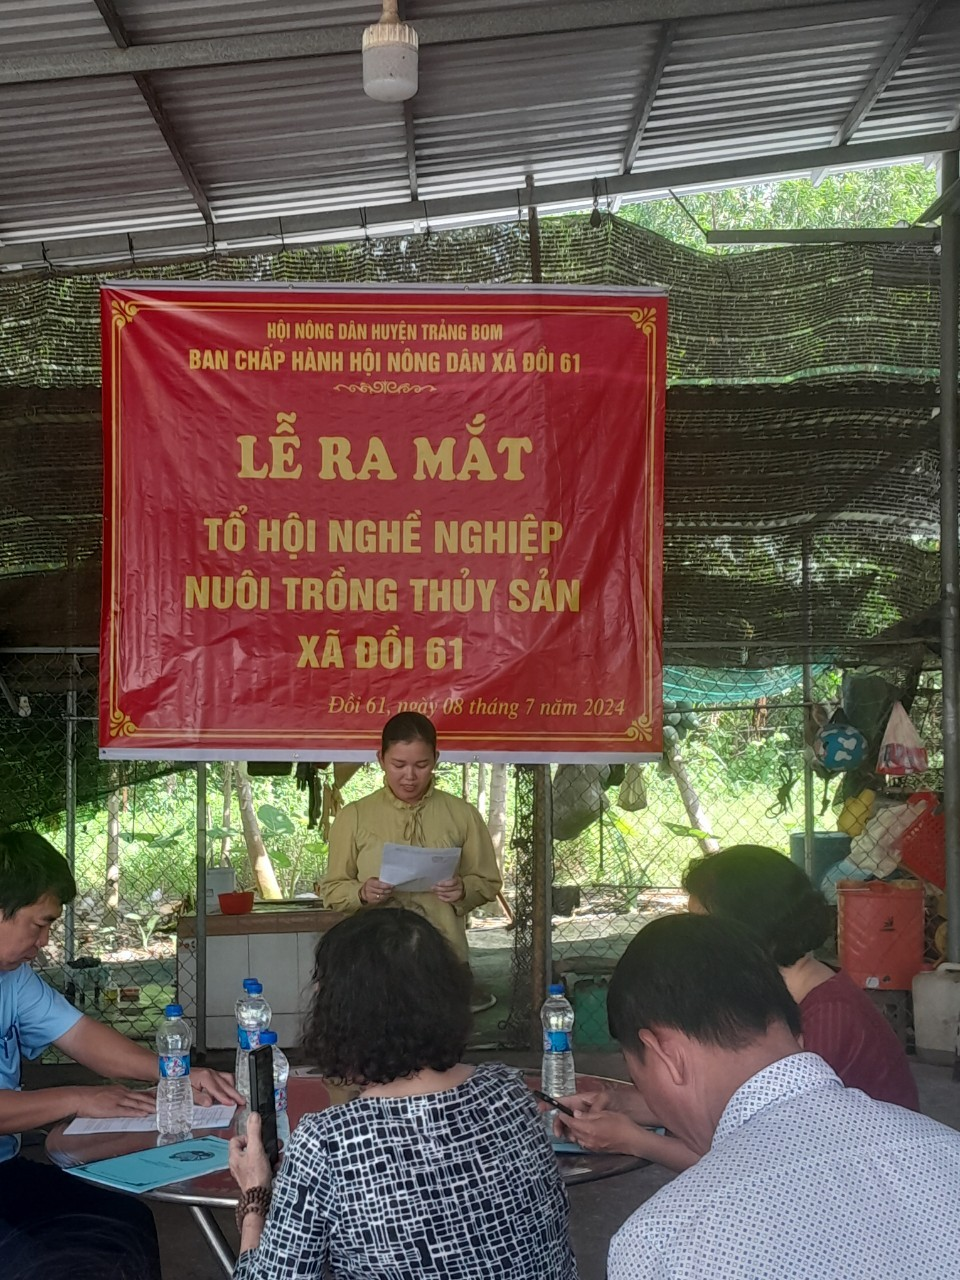 HỘI NÔNG DÂN HUYỆN TRẢNG BOM
BAN CHẤP HÀNH HỘI NÔNG DÂN XÃ ĐỒI 61
LỄ RA MẮT
TỔ HỘI NGHỀ NGHIỆP
NUÔI TRỒNG THỦY SẢN
XÃ ĐỒI 61
Đồi 61, ngày 08 tháng 7 năm 2024